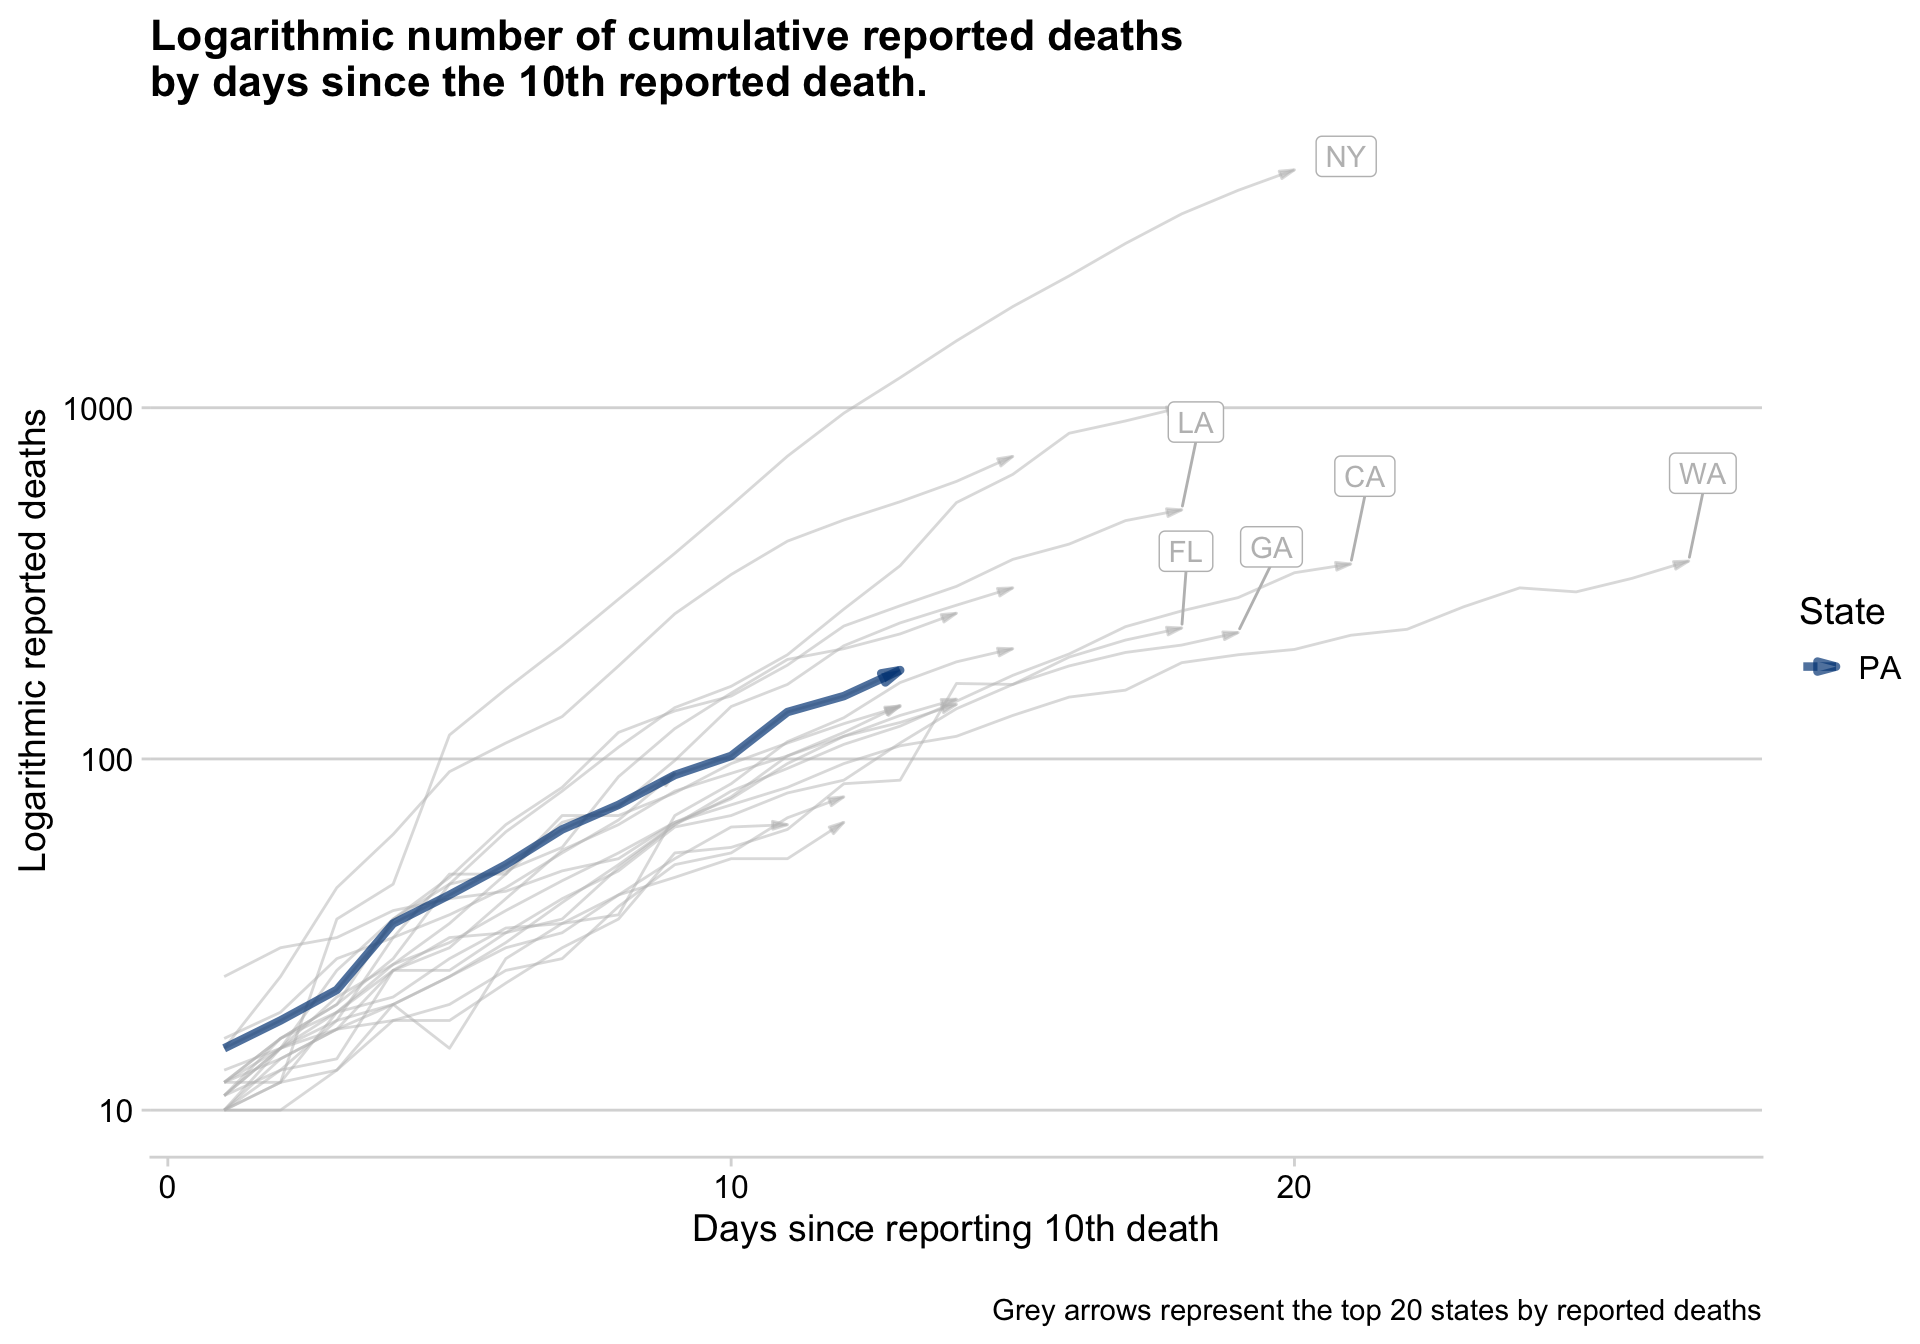 Logarithmic number of cumulative reported deaths
by days since the 10th reported death.
NY
1000
LA
CA
WA
FL
GA
Logarithmic reported deaths
State
PA
100
10
0
10
20
Days since reporting 10th death
Grey arrows represent the top 20 states by reported deaths